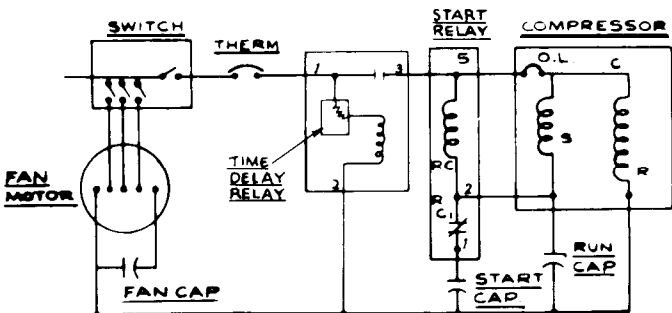 SWITCH
THERM
START
RELAY
COMPRESSOR
1
3
5
O.L.
C
S
R
RC
TIME
DELAY
RELAY
2
R
2
C1
1
FAN
MOTOR
FAN CAP
START
CAP
RUN
CAP